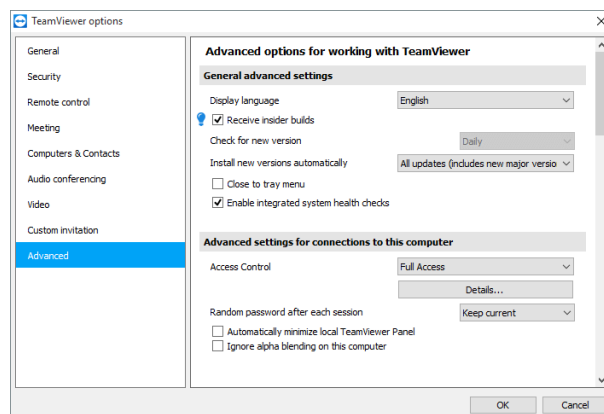 TeamViewer options
General
Security
Remote control
Meeting
Computers & Contacts
Audio conferencing
Video
Custom invitation
Advanced
Advanced options for working with TeamViewer
General advanced settings
Display language English
Receive insider builds
Check for new version Daily
Install new versions automatically All updates (includes new major versio
Close to tray menu
Enable integrated system health checks
Advanced settings for connections to this computer
Access Control Full Access
Details...
Random password after each session Keep current
Automatically minimize local TeamViewer Panel
Ignore alpha blending on this computer
OK Cancel